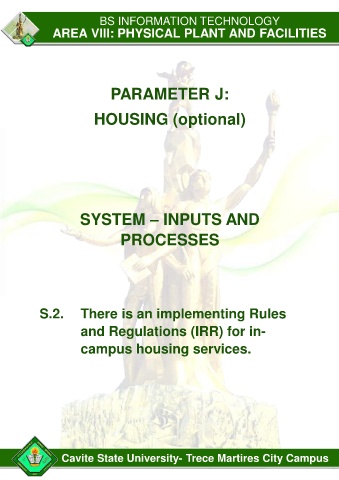 BS INFORMATION TECHNOLOGY
AREA VIII: PHYSICAL PLANT AND FACILITIES
PARAMETER J:
HOUSING (optional)
SYSTEM – INPUTS AND
PROCESSES
S.2. There is an implementing Rules
and Regulations (IRR) for in-
campus housing services.
Cavite State University- Trece Martires City Campus